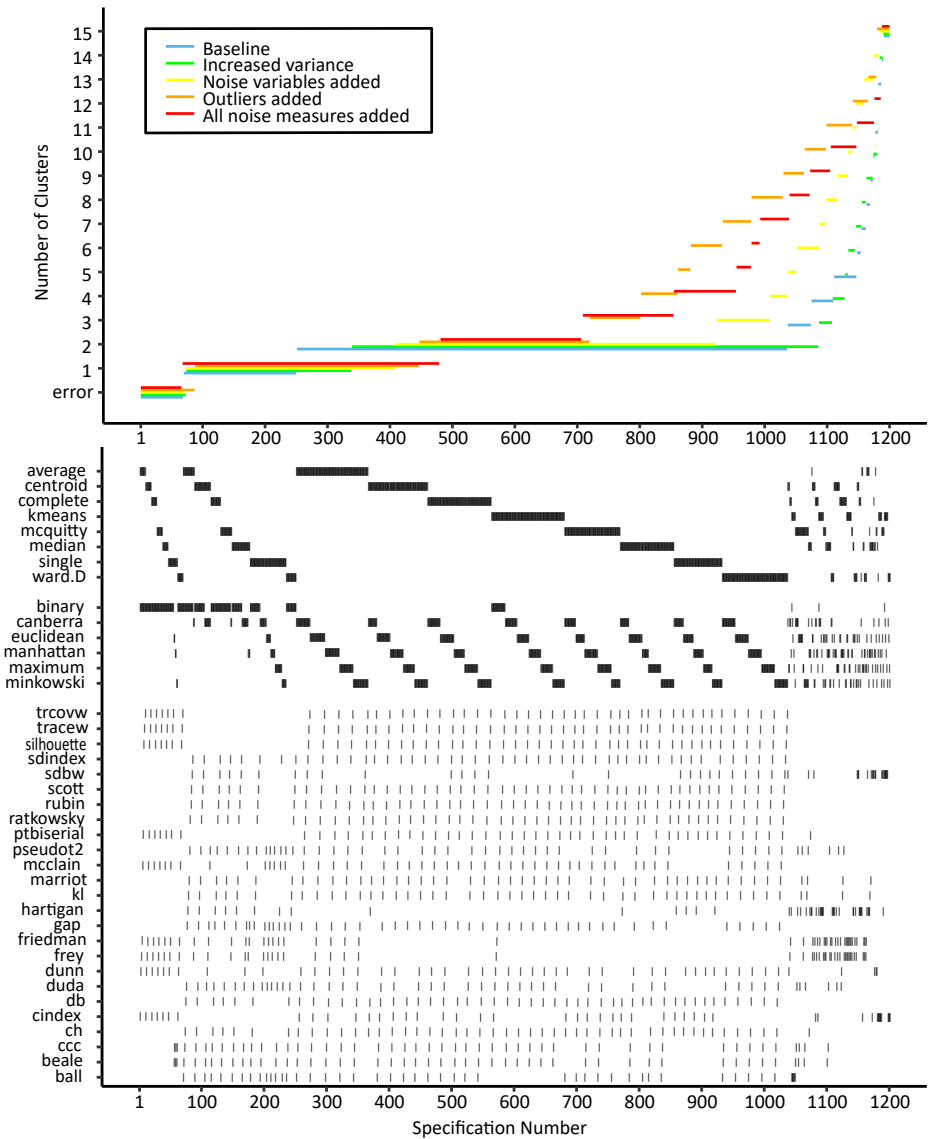 15
14
13
12
11
10
9
8
7
6
5
4
3
2
1
error
Number of Clusters
Baseline
Increased variance
Noise variables added
Outliers added
All noise measures added
1 100 200 300 400 500 600 700 800 900 1000 1100 1200
average
centroid
complete
kmeans
mcquitty
median
single
ward.D
binary
canberra
euclidean
manhattan
maximum
minkowski
trcovw
tracew
silhouette
sdindex
sdbw
scott
rubin
ratkowsky
ptbiserial
pseudot2
mcclain
marriot
kl
hartigan
gap
friedman
frey
dunn
duda
db
cindex
ch
ccc
beale
ball
1 100 200 300 400 500 600 700 800 900 1000 1100 1200
Specification Number